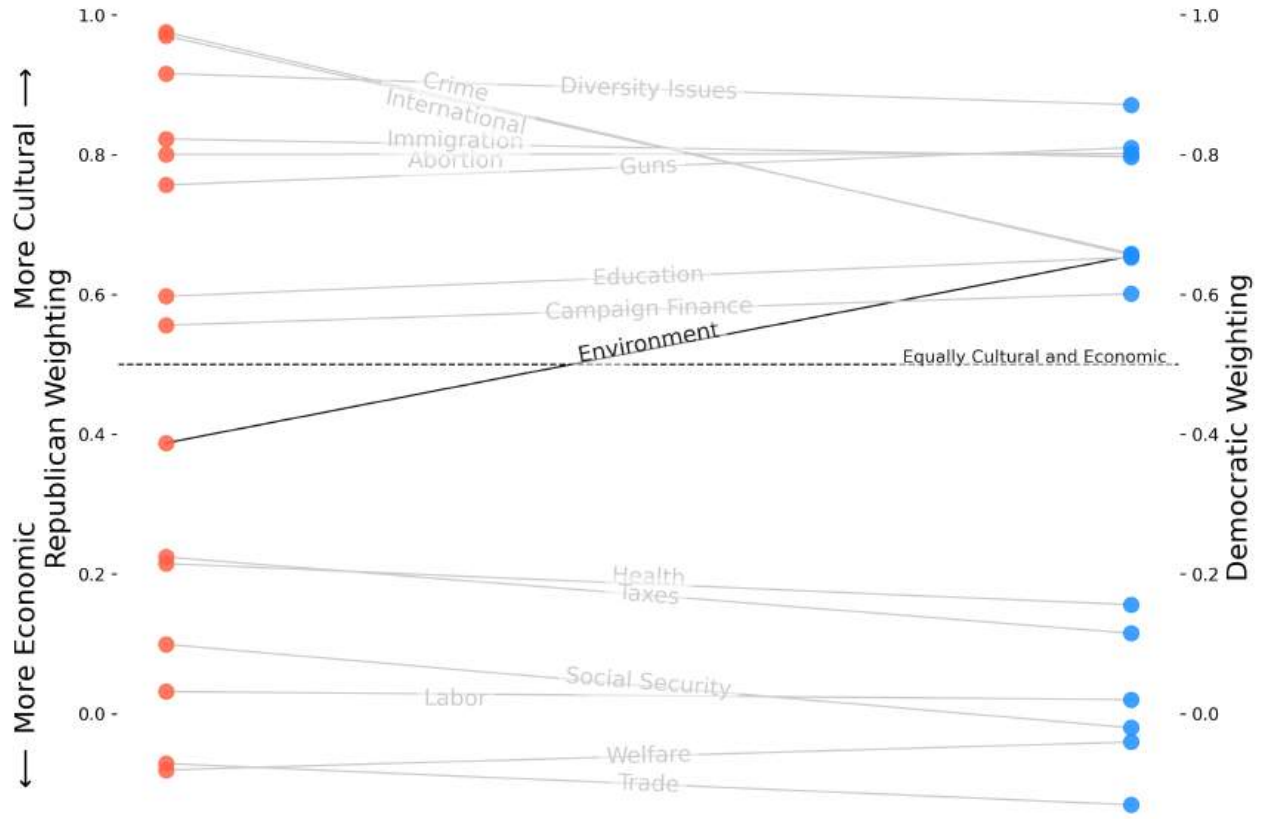 1.0
0.8
0.6
0.4
0.2
0.0
More Cultural →
Republican Weighting
← More Economic
Crime
International
Diversity Issues
Immigration
Abortion
Guns
Education
Campaign Finance
Environment
Equally Cultural and Economic
Health
Taxes
Social Security
Labor
Welfare
Trade
1.0
0.8
0.6
0.4
0.2
0.0
Democratic Weighting